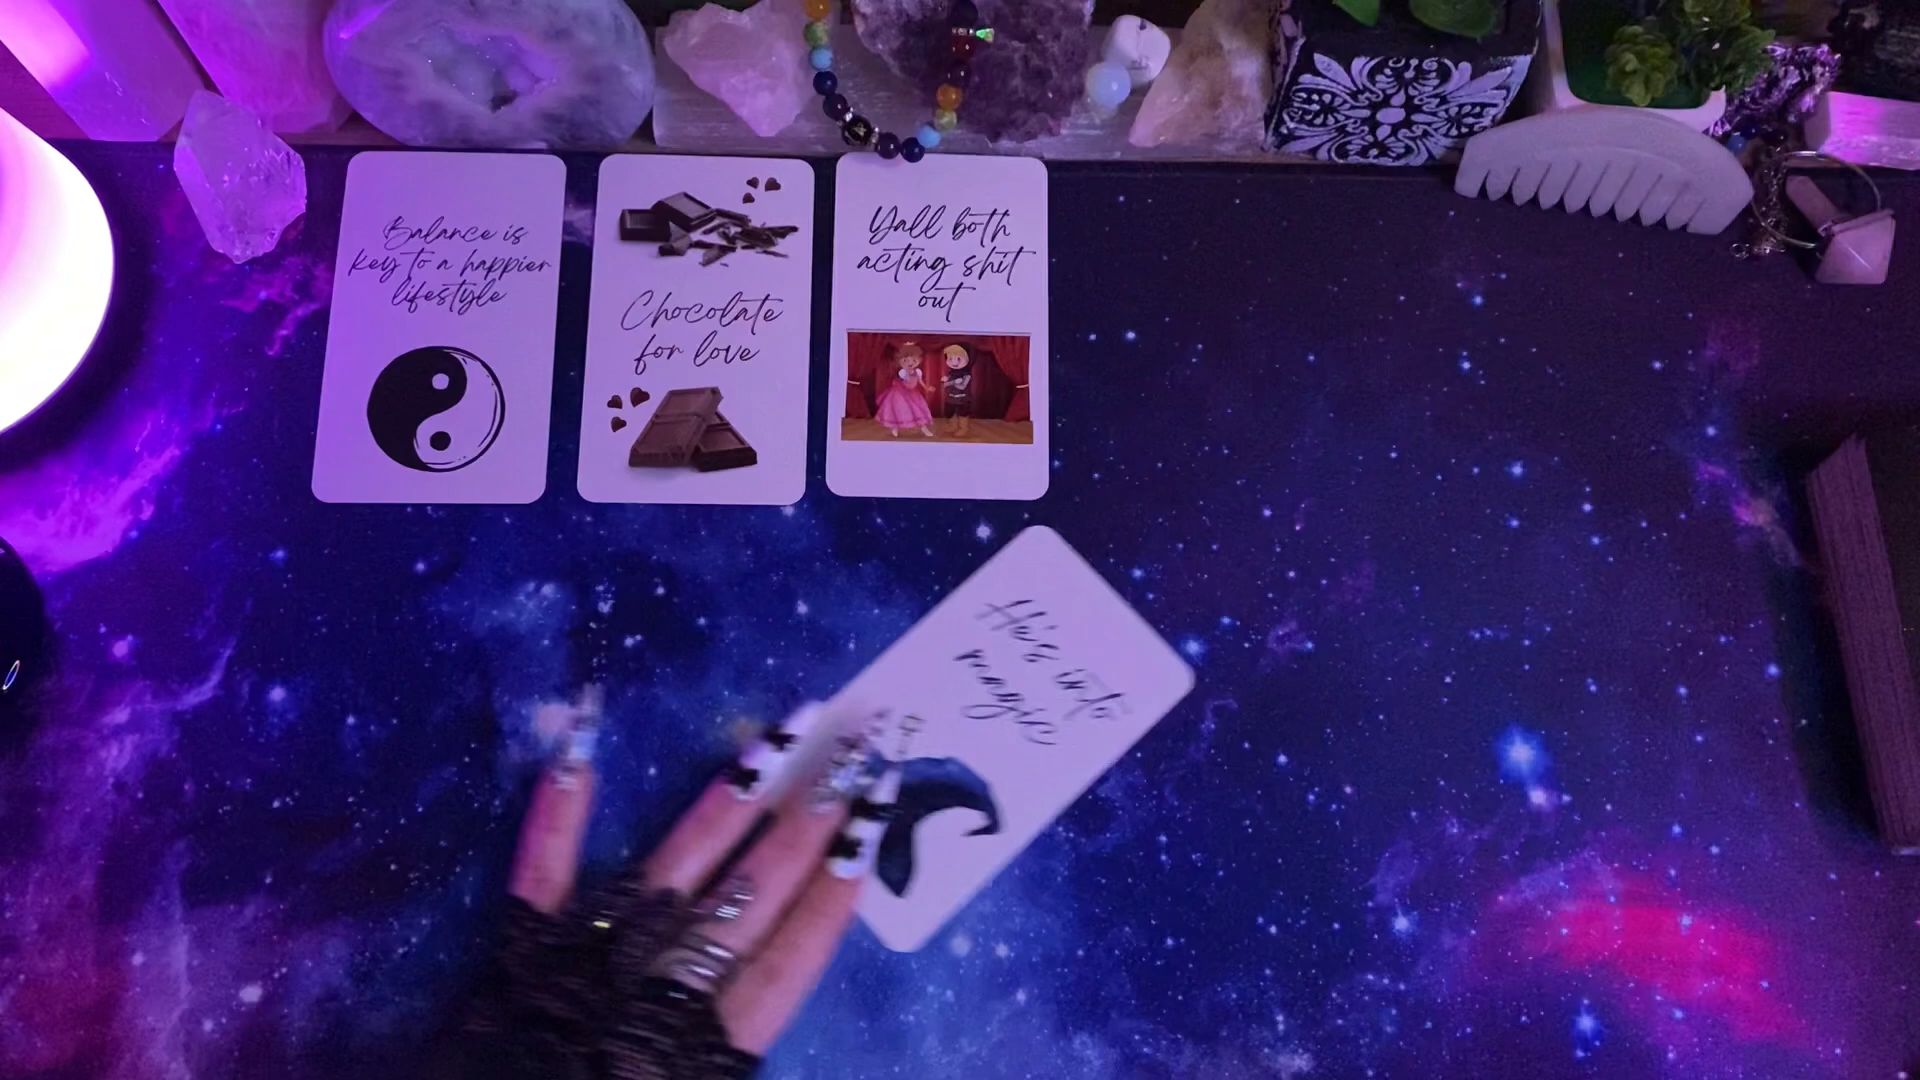 Balance is
key to a happier
lifestyle
Chocolate
for love
Yall both
acting shit
out
He's into
magic